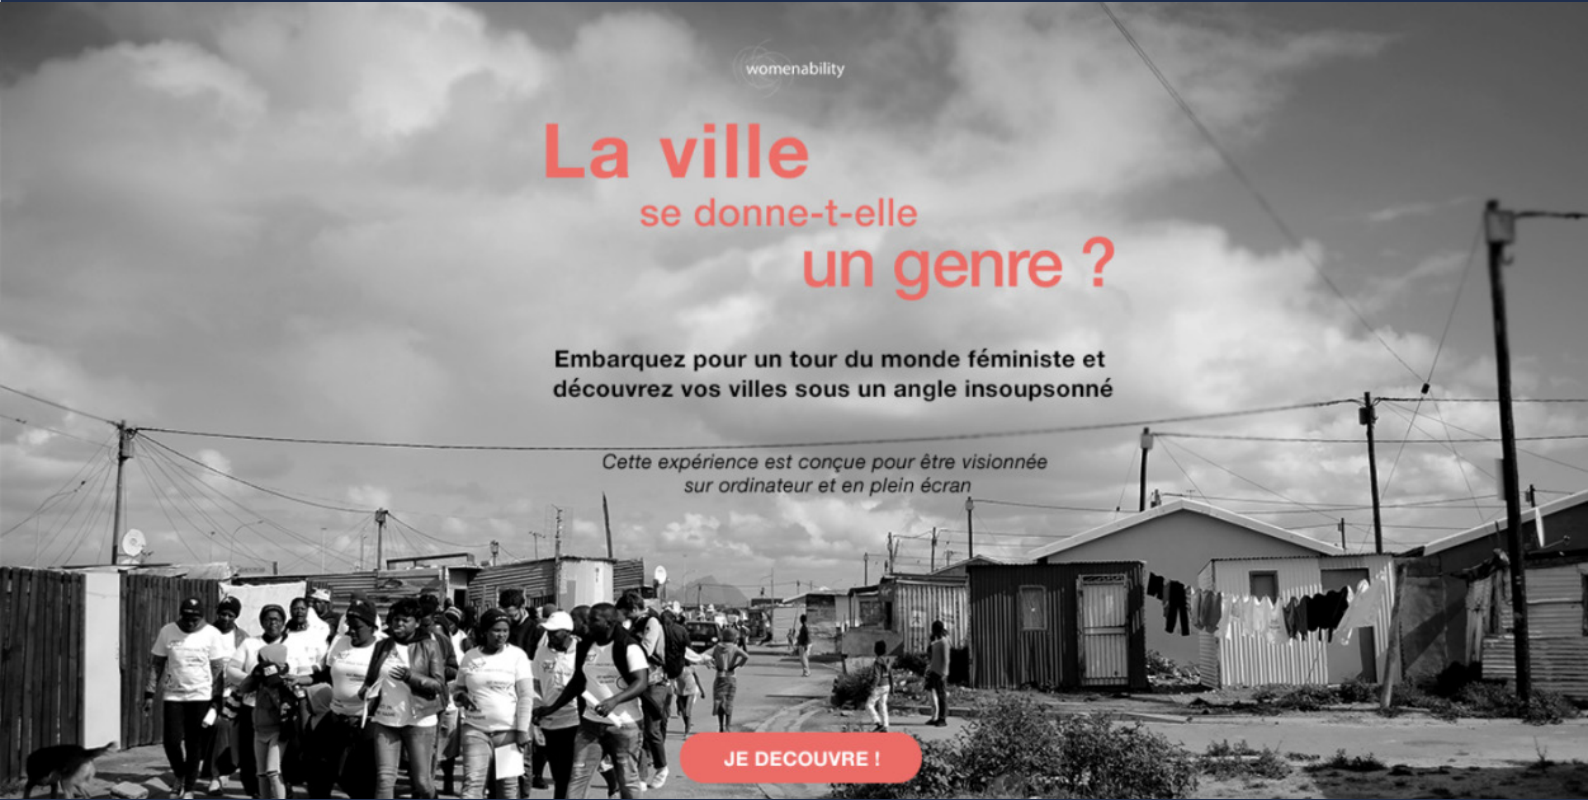 womenability
La ville
se donne-t-elle
un genre ?
Embarquez pour un tour du monde féministe et
découvrez vos villes sous un angle insoupsonné
Cette expérience est conçue pour être visionnée
sur ordinateur et en plein écran
JE DECOUVRE !